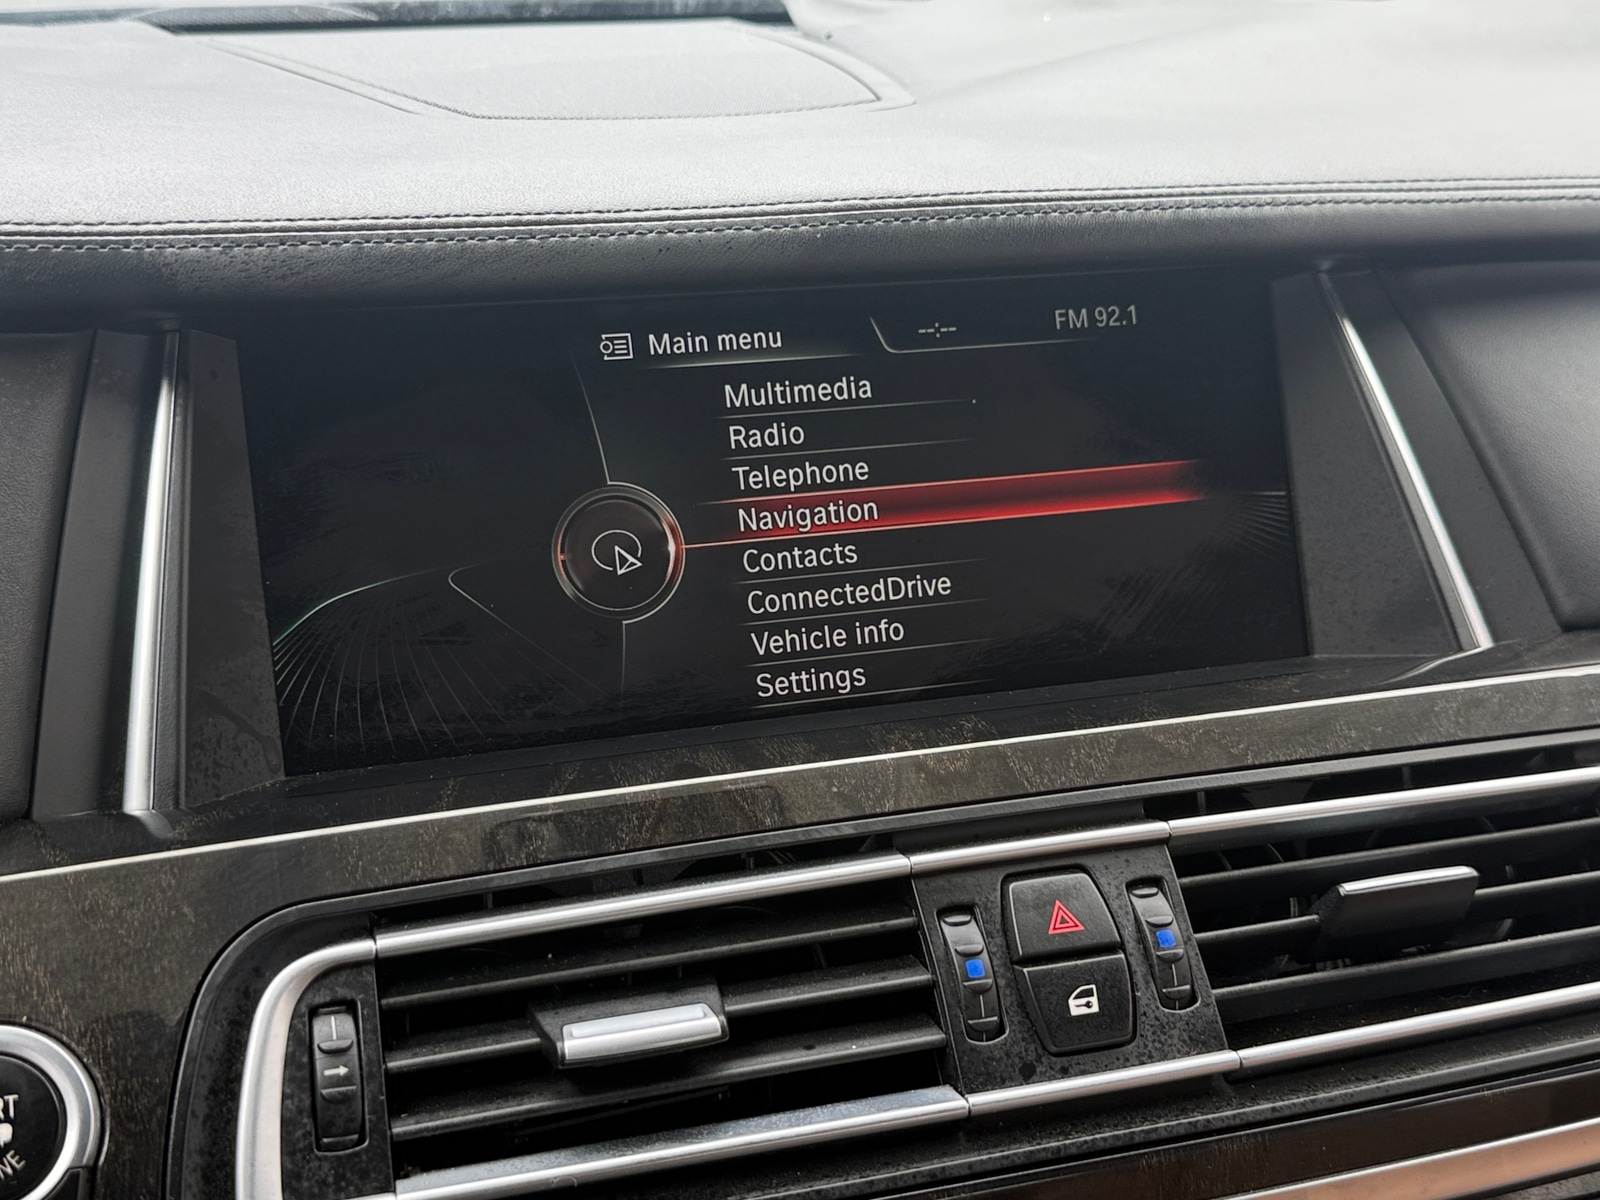 Main menu
--:--
FM 92.1
Multimedia
Radio
Telephone
Navigation
Contacts
ConnectedDrive
Vehicle info
Settings